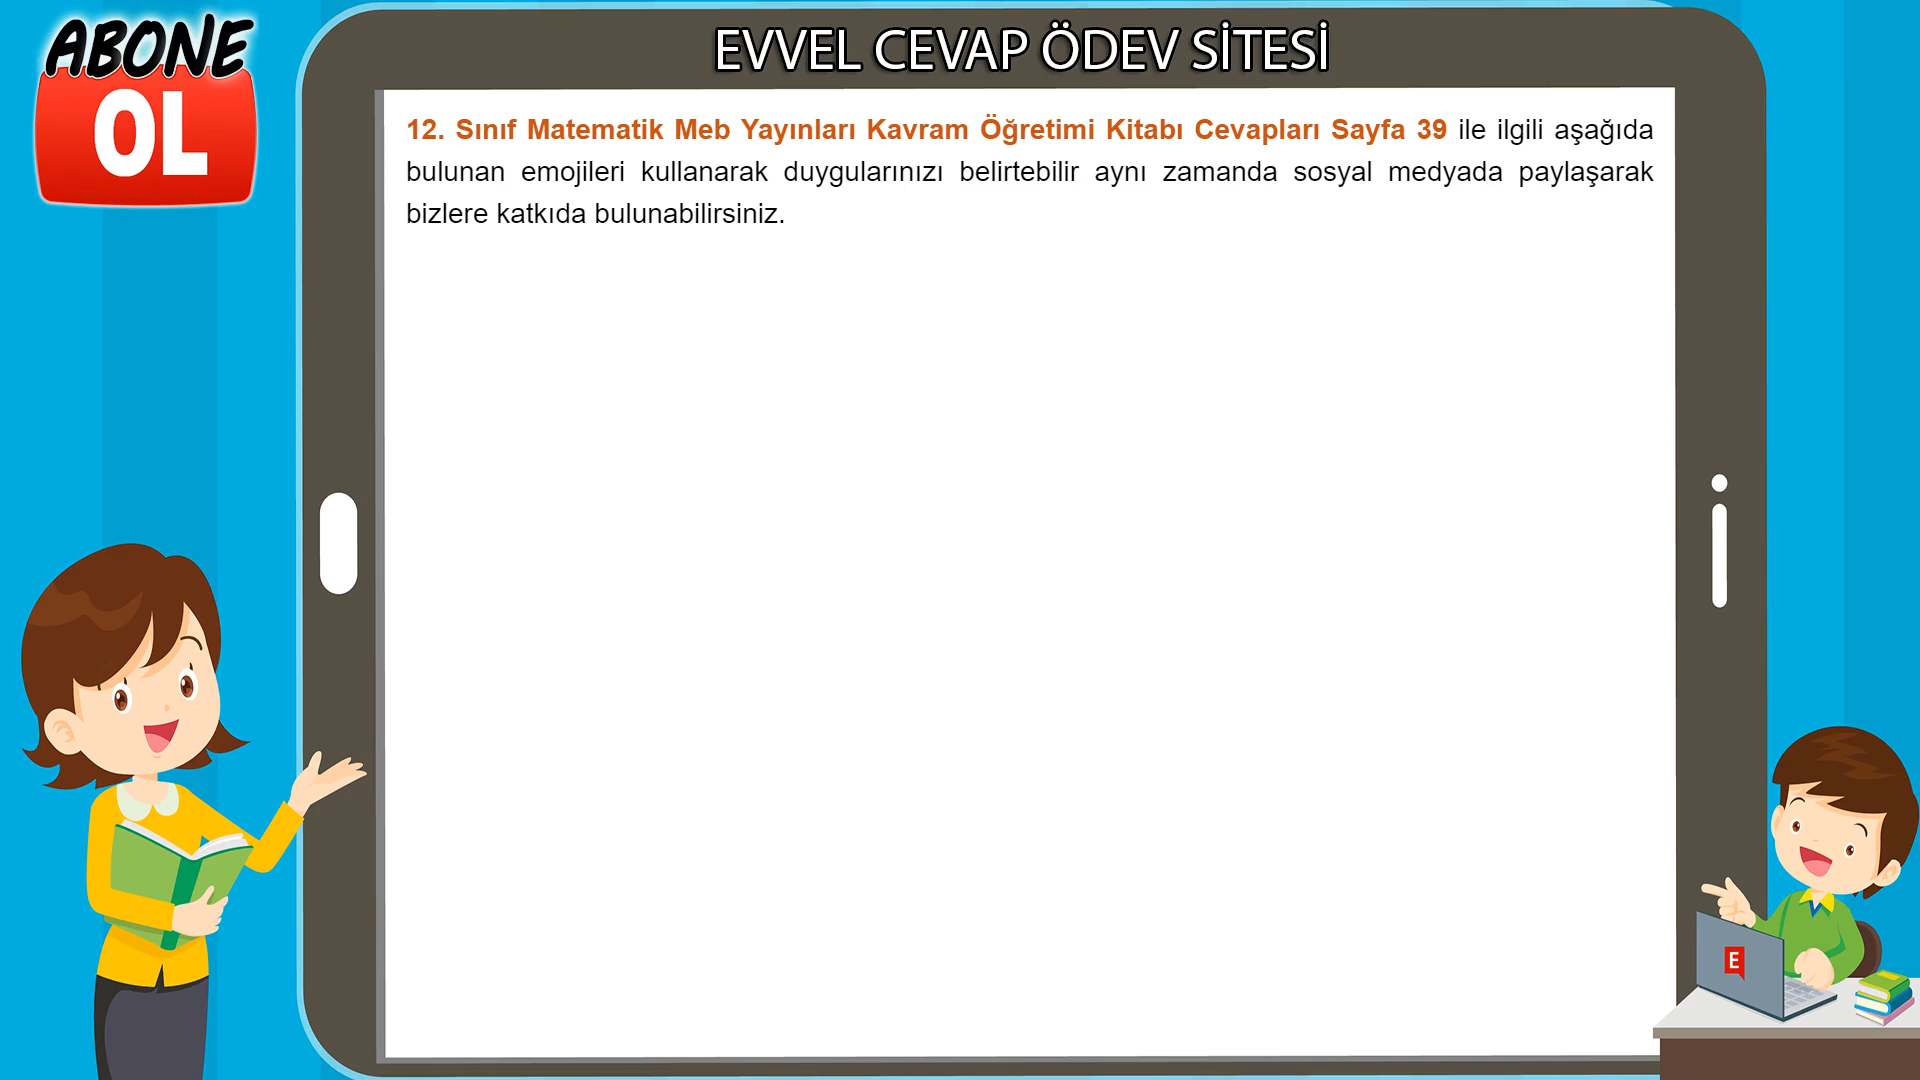 ABONE
OL
EVVEL CEVAP ÖDEV SİTESİ
12. Sınıf Matematik Meb Yayınları Kavram Öğretimi Kitabı Cevapları Sayfa 39 ile ilgili aşağıda
bulunan emojileri kullanarak duygularınızı belirtebilir aynı zamanda sosyal medyada paylaşarak
bizlere katkıda bulunabilirsiniz.
E